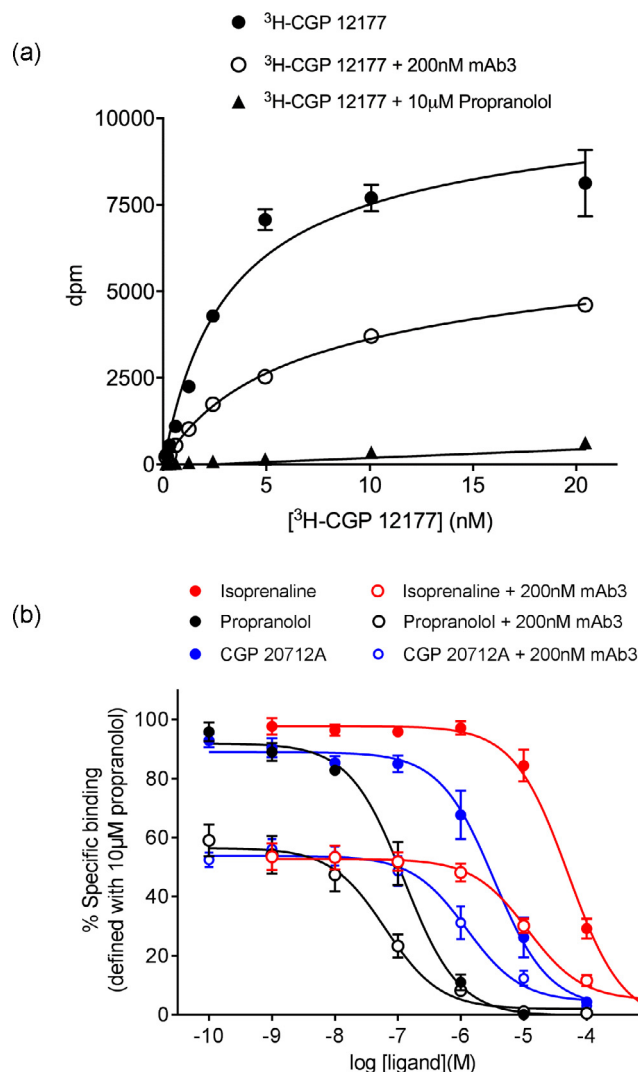 (a)
³H-CGP 12177
³H-CGP 12177 + 200nM mAb3
³H-CGP 12177 + 10µM Propranolol
10000
7500
5000
2500
0
dpm
0 5 10 15 20
[³H-CGP 12177] (nM)
(b)
Isoprenaline Isoprenaline + 200nM mAb3
Propranolol Propranolol + 200nM mAb3
CGP 20712A CGP 20712A + 200nM mAb3
100
80
60
40
20
0
% Specific binding
(defined with 10µM propranolol)
-10 -9 -8 -7 -6 -5 -4
log [ligand](M)